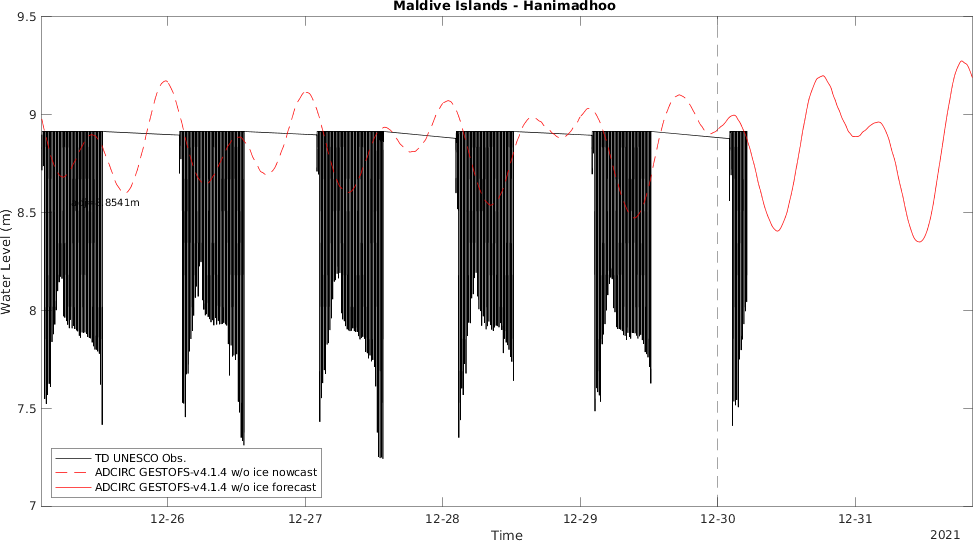 Maldive Islands - Hanimadhoo
9.5
9
8.5
8
7.5
7
Water Level (m)
8541m
TD UNESCO Obs.
ADCIRC GESTOFS-v4.1.4 w/o ice nowcast
ADCIRC GESTOFS-v4.1.4 w/o ice forecast
12-26
12-27
12-28
12-29
12-30
12-31
Time
2021